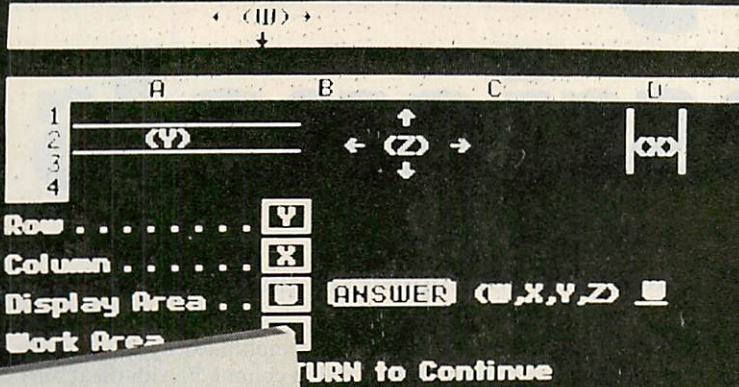 (W)
A B C D
1
2 (Y) (Z) (X)
3
4
Row . . . . . . . . Y
Column . . . . . . X
Display Area . . W ANSWER (W,X,Y,Z) W
Work Area
TURN to Continue